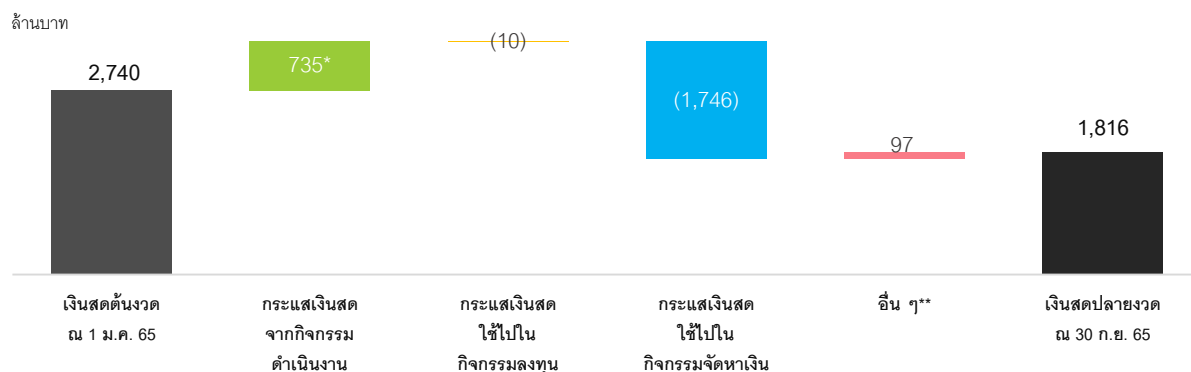 ล้านบาท
2,740
735*
(10)
(1,746)
97
1,816
เงินสดต้นงวด
ณ 1 ม.ค. 65
กระแสเงินสด
จากกิจกรรม
ดำเนินงาน
กระแสเงินสด
ใช้ไปใน
กิจกรรมลงทุน
กระแสเงินสด
ใช้ไปใน
กิจกรรมจัดหาเงิน
อื่น ๆ**
เงินสดปลายงวด
ณ 30 ก.ย. 65